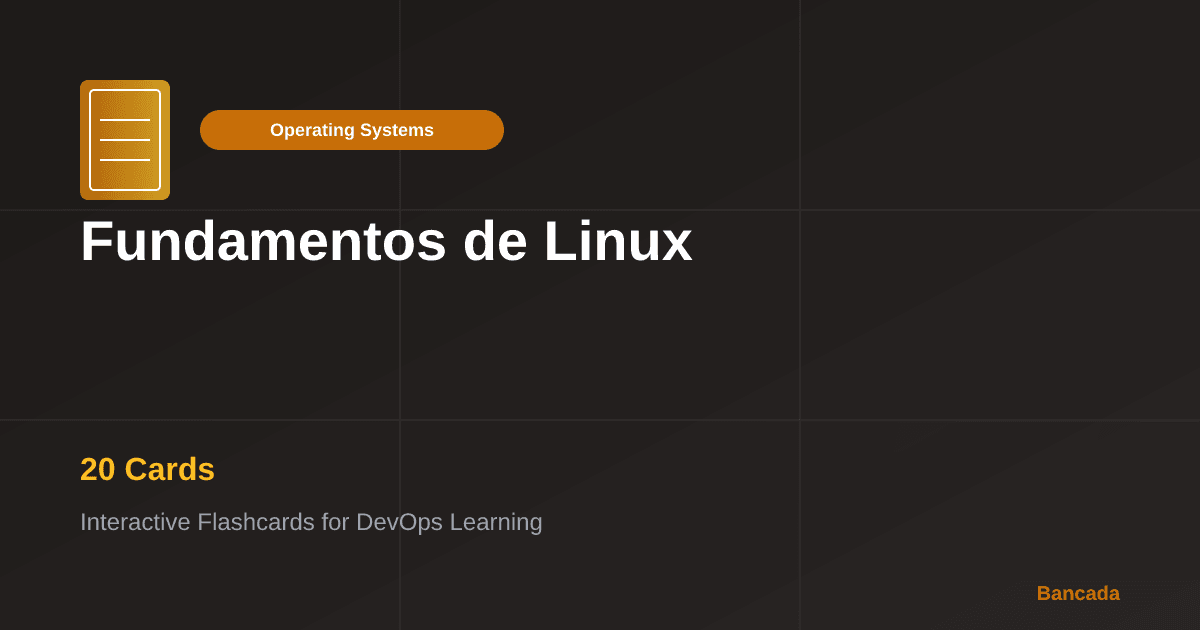 Operating Systems
Fundamentos de Linux
20 Cards
Interactive Flashcards for DevOps Learning
Bancada